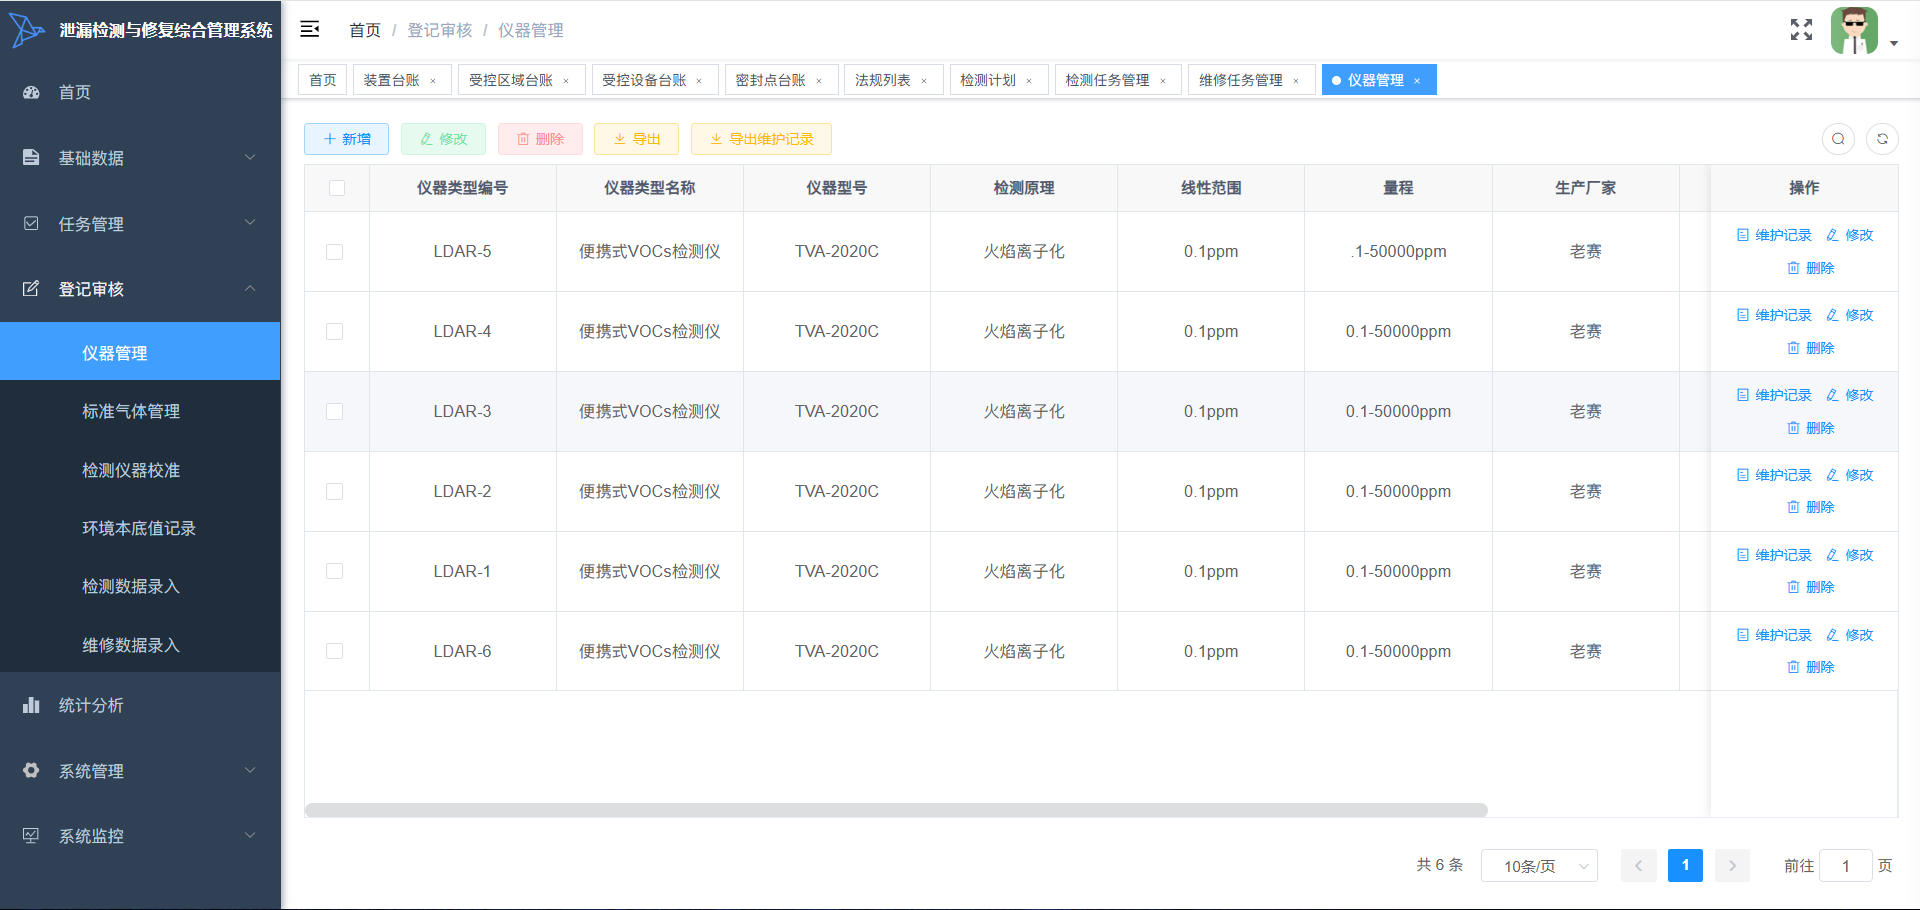 泄漏检测与修复综合管理系统
首页 / 登记审核 / 仪器管理
首页 装置台账 × 受控区域台账 × 受控设备台账 × 密封点台账 × 法规列表 × 检测计划 × 检测任务管理 × 维修任务管理 × 仪器管理 ×
首页
基础数据
任务管理
登记审核
仪器管理
标准气体管理
检测仪器校准
环境本底值记录
检测数据录入
维修数据录入
统计分析
系统管理
系统监控
新增 修改 删除 导出 导出维护记录
仪器类型编号 仪器类型名称 仪器型号 检测原理 线性范围 量程 生产厂家 操作
LDAR-5 便携式VOCs检测仪 TVA-2020C 火焰离子化 0.1ppm .1-50000ppm 老赛 维护记录 修改
删除
LDAR-4 便携式VOCs检测仪 TVA-2020C 火焰离子化 0.1ppm 0.1-50000ppm 老赛 维护记录 修改
删除
LDAR-3 便携式VOCs检测仪 TVA-2020C 火焰离子化 0.1ppm 0.1-50000ppm 老赛 维护记录 修改
删除
LDAR-2 便携式VOCs检测仪 TVA-2020C 火焰离子化 0.1ppm 0.1-50000ppm 老赛 维护记录 修改
删除
LDAR-1 便携式VOCs检测仪 TVA-2020C 火焰离子化 0.1ppm 0.1-50000ppm 老赛 维护记录 修改
删除
LDAR-6 便携式VOCs检测仪 TVA-2020C 火焰离子化 0.1ppm 0.1-50000ppm 老赛 维护记录 修改
删除
共 6 条 10条/页 1 前往 1 页